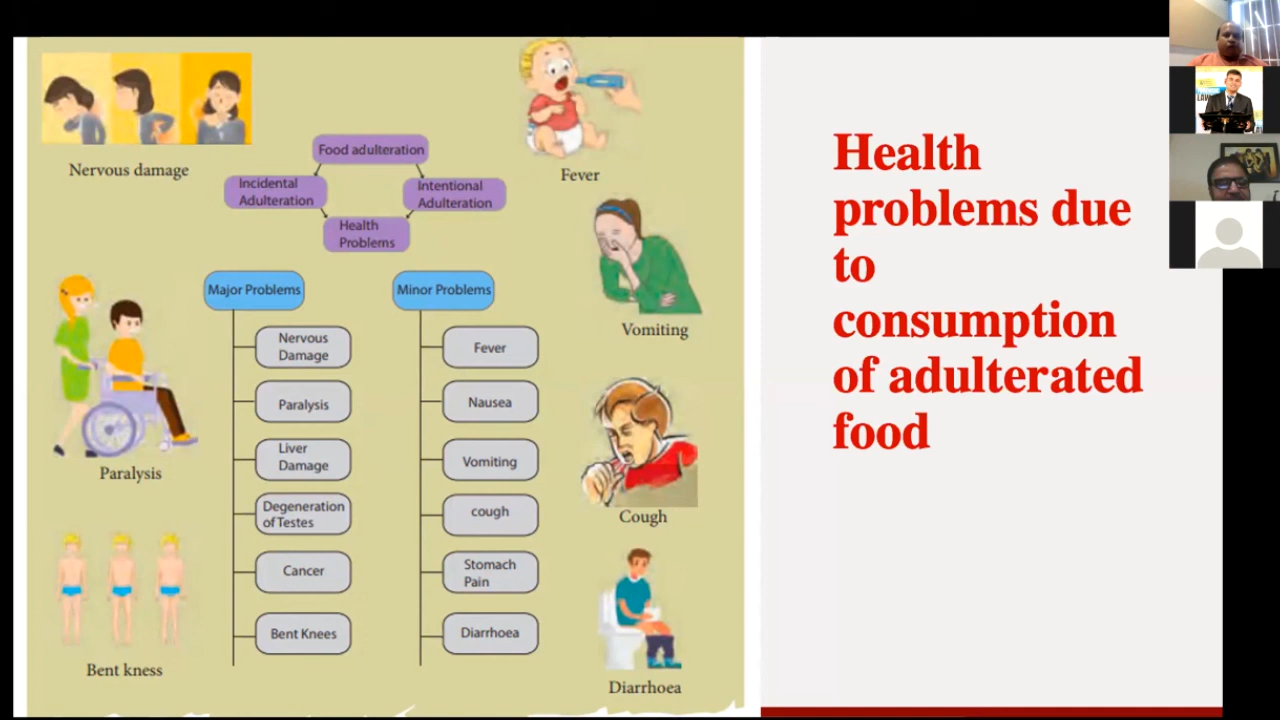 Nervous damage
Fever
Food adulteration
Incidental
Adulteration
Intentional
Adulteration
Health
Problems
Vomiting
Major Problems
Minor Problems
Nervous
Damage
Paralysis
Liver
Damage
Degeneration
of Testes
Cancer
Bent Knees
Fever
Nausea
Vomiting
cough
Stomach
Pain
Diarrhoea
Paralysis
Cough
Bent kness
Diarrhoea
Health
problems due
to
consumption
of adulterated
food
LAW